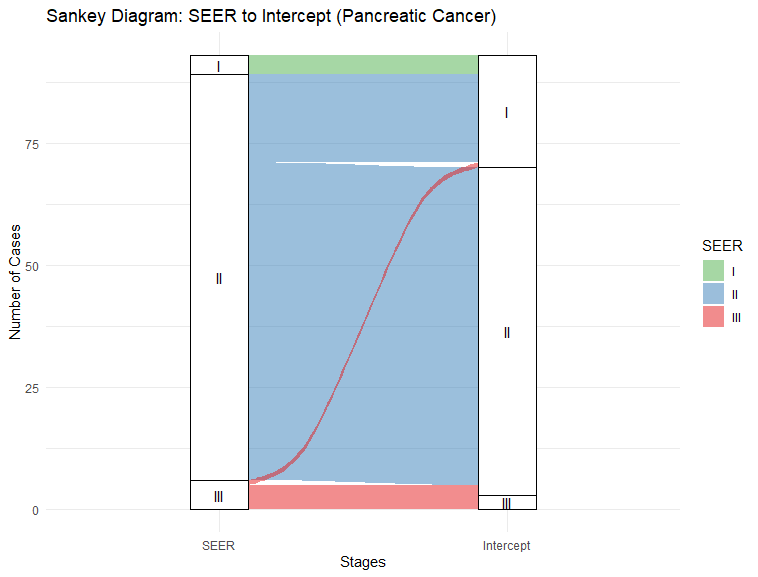 Sankey Diagram: SEER to Intercept (Pancreatic Cancer)
Number of Cases
75
50
25
0
I
II
III
I
II
III
SEER
Intercept
Stages
SEER
I
II
III